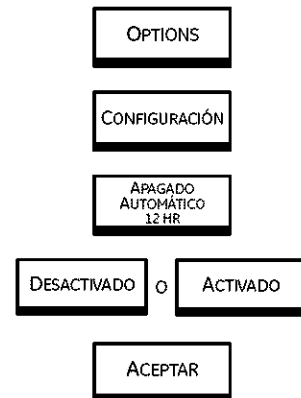 OPTIONS
CONFIGURACIÓN
APAGADO
AUTOMÁTICO
12 HR
DESACTIVADO O ACTIVADO
ACEPTAR